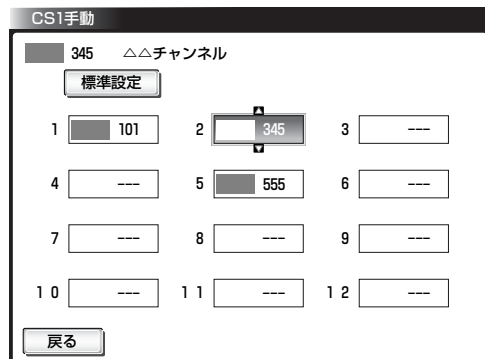 CS1手動
345 △△チャンネル
標準設定
1 101 2 345 3 ---
4 --- 5 555 6 ---
7 --- 8 --- 9 ---
10 --- 11 --- 12 ---
戻る